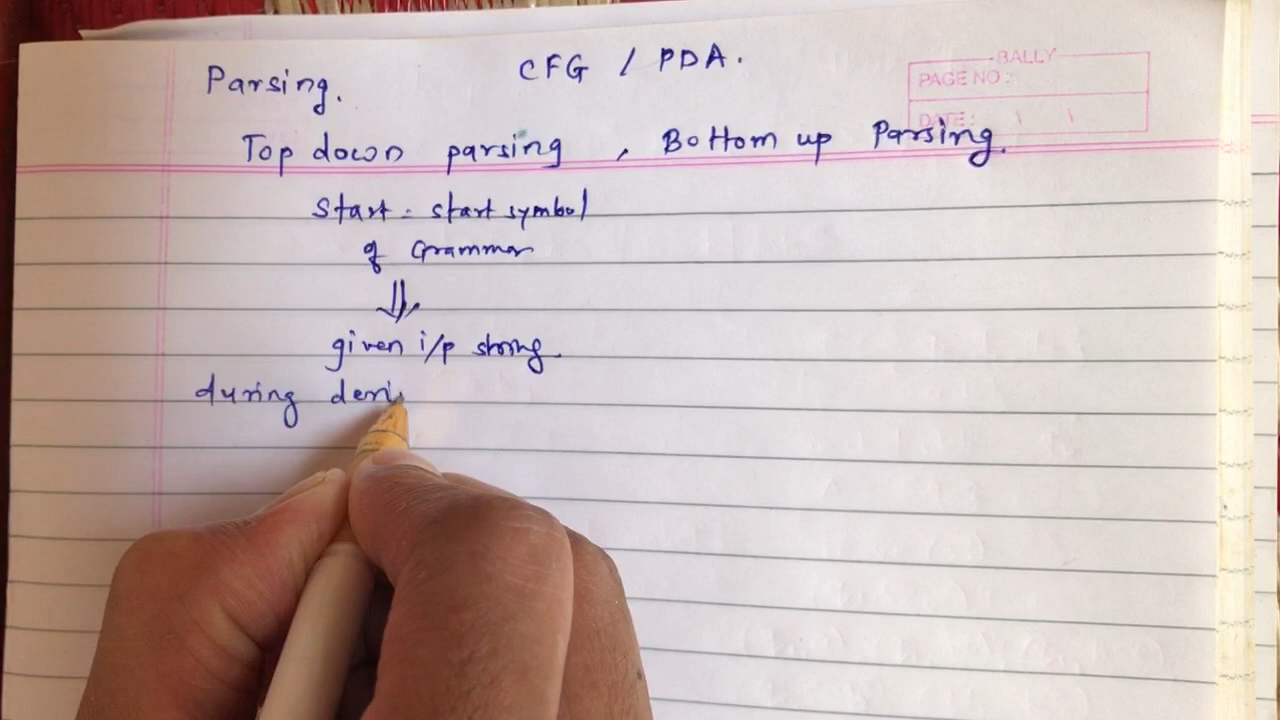 CFG / PDA.
Parsing.
BALLY
PAGE NO :
DATE :
Top down parsing , Bottom up Parsing.
Start - start symbol
of Grammar
⇓
given i/p string.
during deri